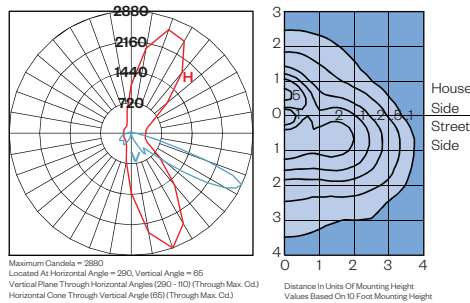 2880
2160
1440
720
H
Maximum Candela = 2880
Located At Horizontal Angle = 290, Vertical Angle = 65
Vertical Plane Through Horizontal Angles (290 - 110) (Through Max. Cd.)
Horizontal Cone Through Vertical Angle (65) (Through Max. Cd.)
3
2
1
0
1
2
3
4
5
2 1 .2 .5 .1
House
Side
Street
Side
0 1 2 3 4
Distance In Units Of Mounting Height
Values Based On 10 Foot Mounting Height